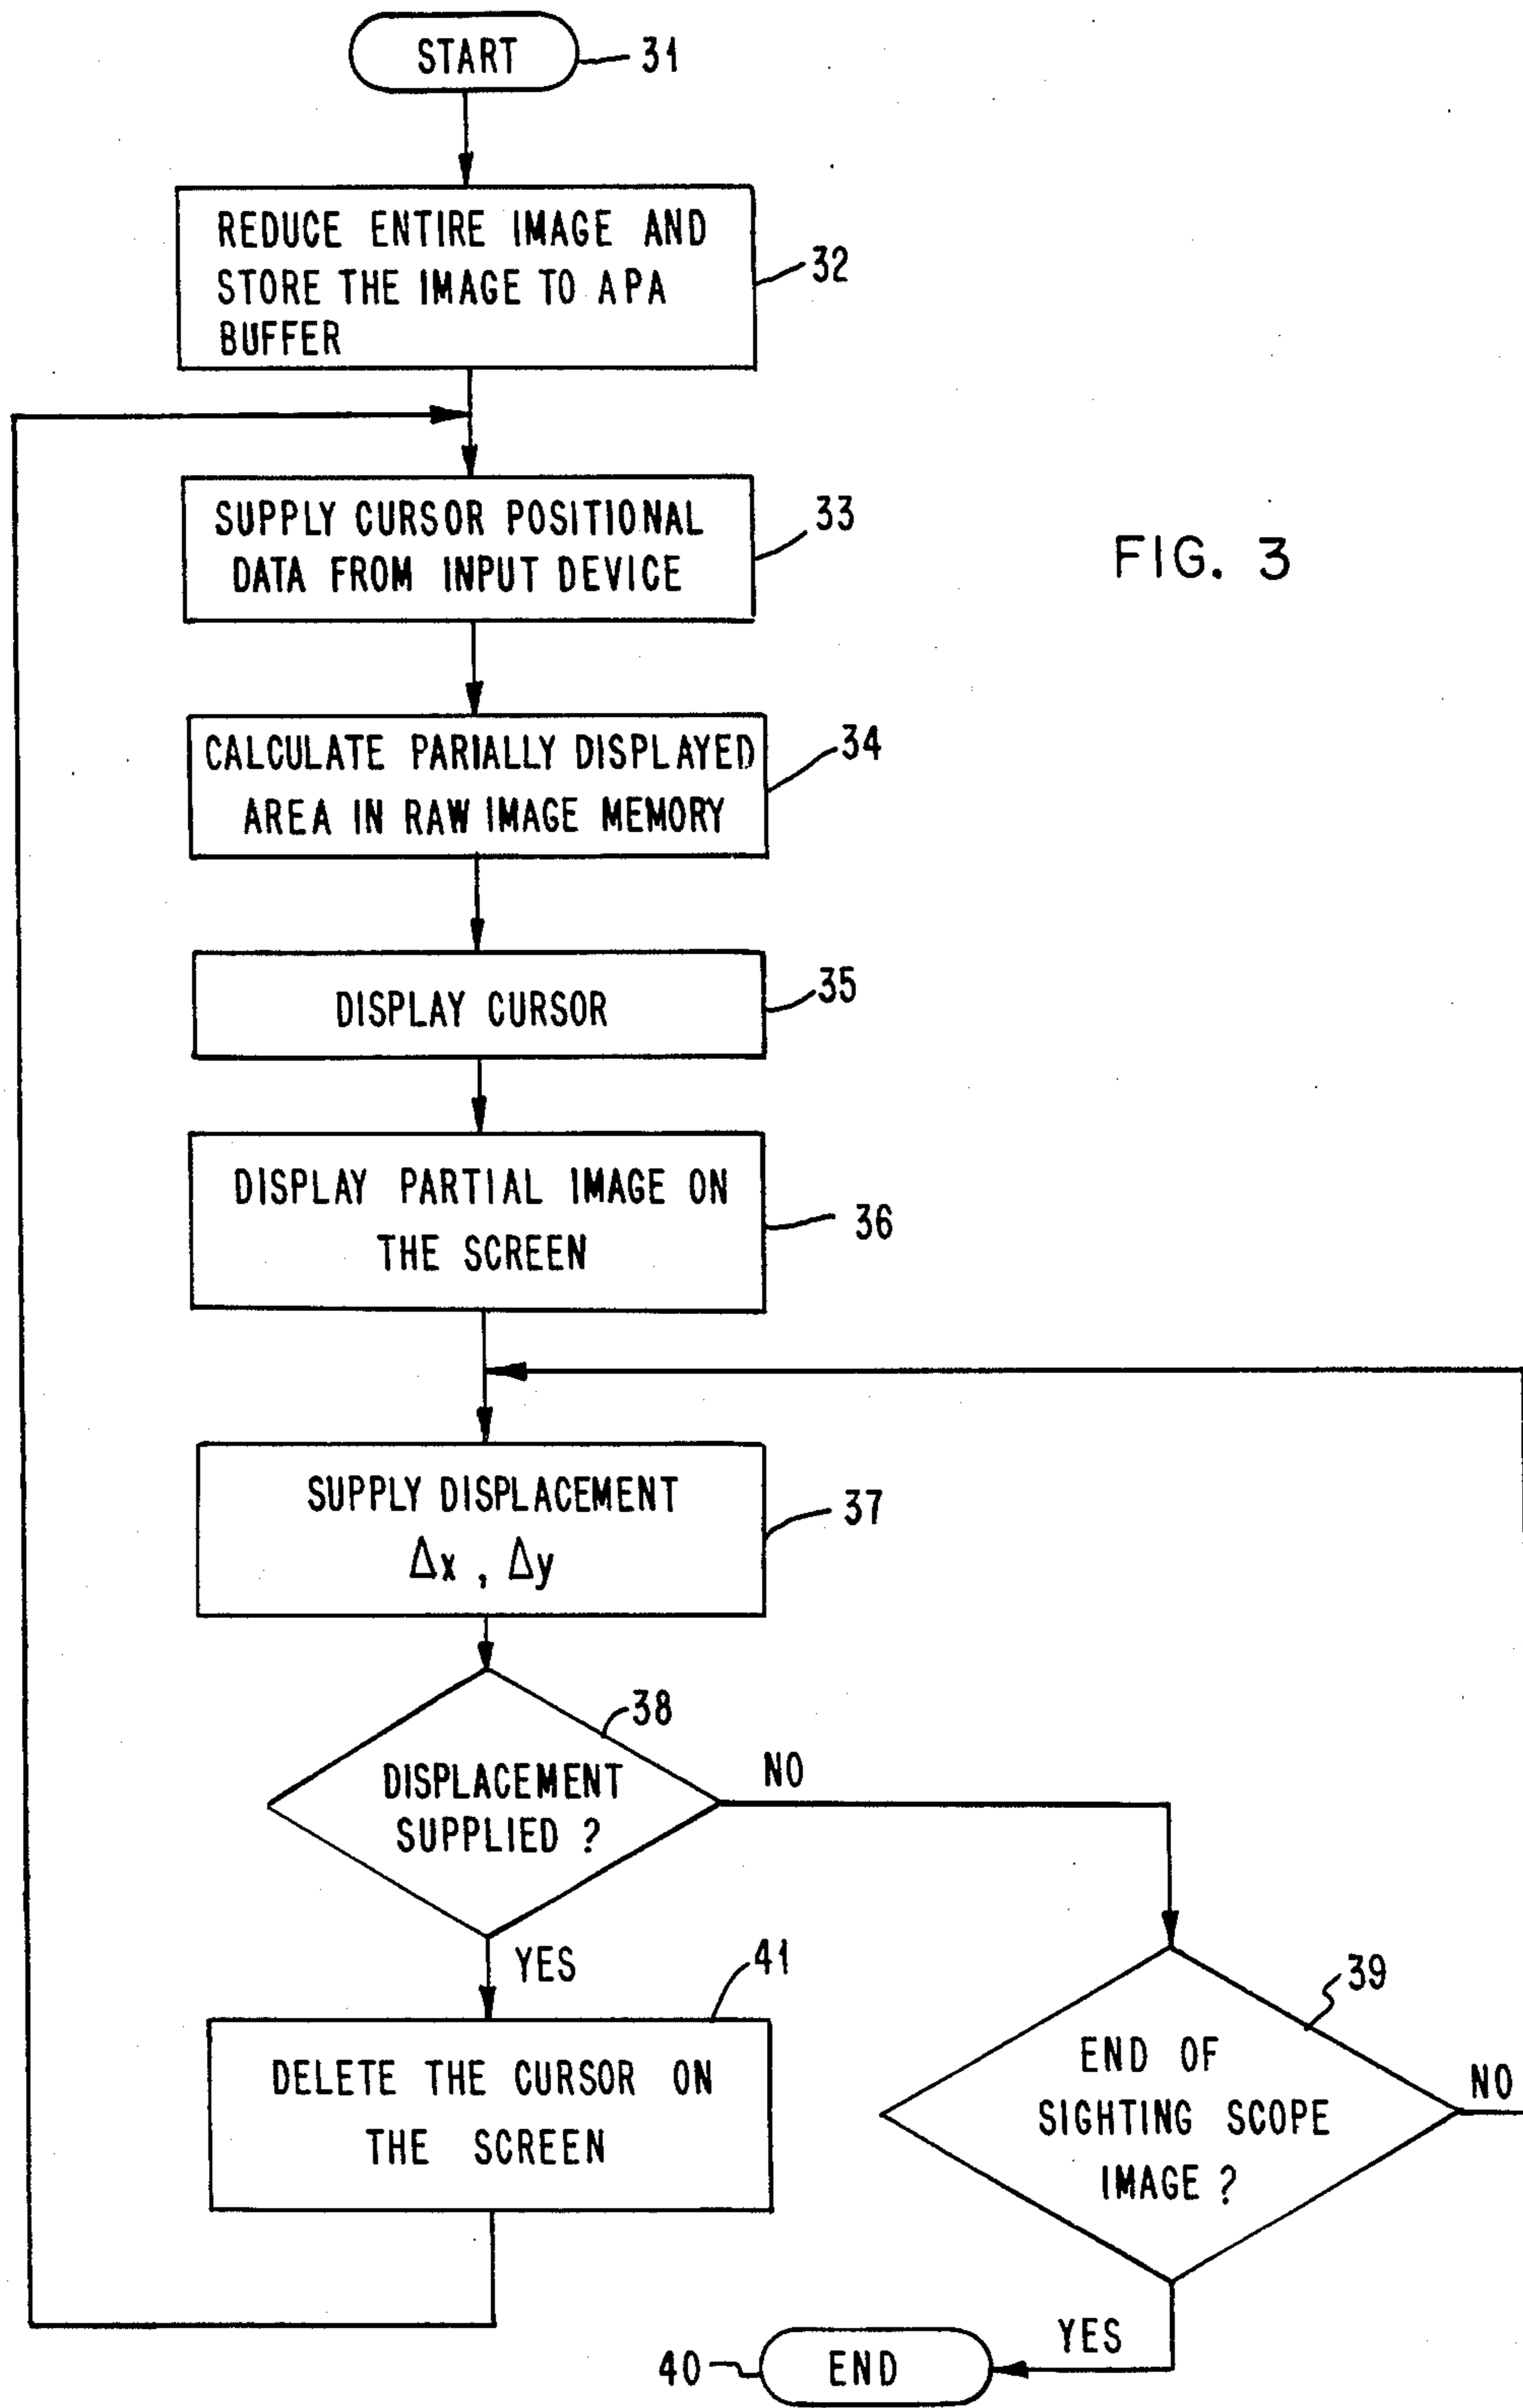 START
31
REDUCE ENTIRE IMAGE AND
STORE THE IMAGE TO APA
BUFFER
32
SUPPLY CURSOR POSITIONAL
DATA FROM INPUT DEVICE
33
FIG. 3
CALCULATE PARIALLY DISPLAYED
AREA IN RAW IMAGE MEMORY
34
DISPLAY CURSOR
35
DISPLAY PARTIAL IMAGE ON
THE SCREEN
36
SUPPLY DISPLACEMENT
Δx , Δy
37
38
DISPLACEMENT
SUPPLIED ?
NO
YES
41
DELETE THE CURSOR ON
THE SCREEN
39
END OF
SIGHTING SCOPE
IMAGE ?
NO
YES
40
END